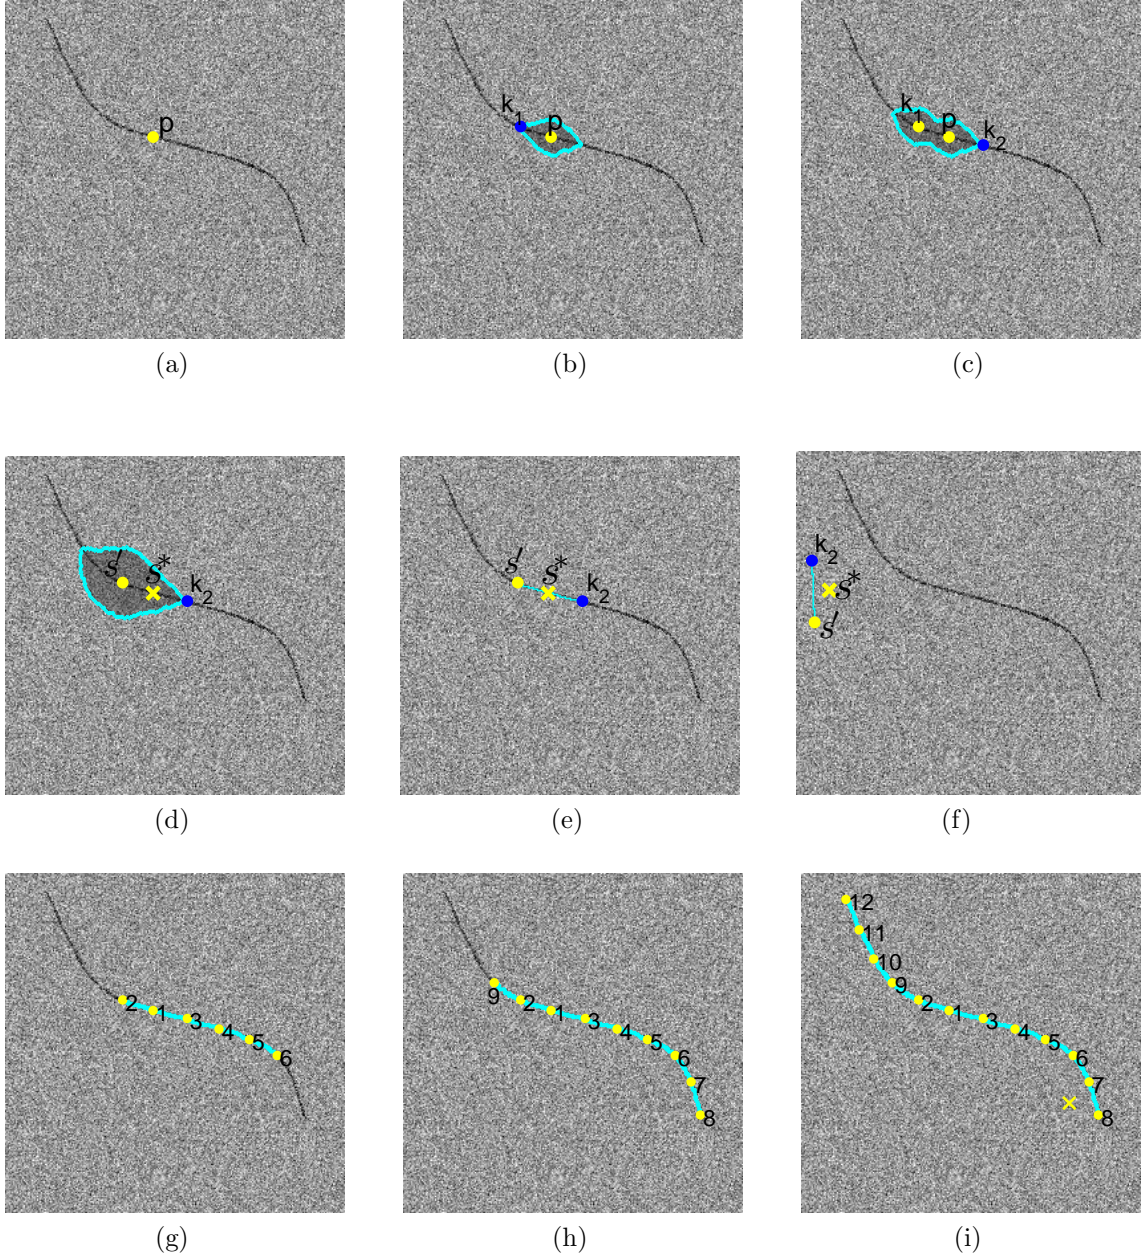 p
k₁ p
k₁ p k₂
(a) (b) (c)
s′ s* k₂
s′ s* k₂
k₂ s* s′
(d) (e) (f)
2 1 3 4 5 6
9 2 1 3 4 5 6 7 8
12 11 10 9 2 1 3 4 5 6 7 8
(g) (h) (i)